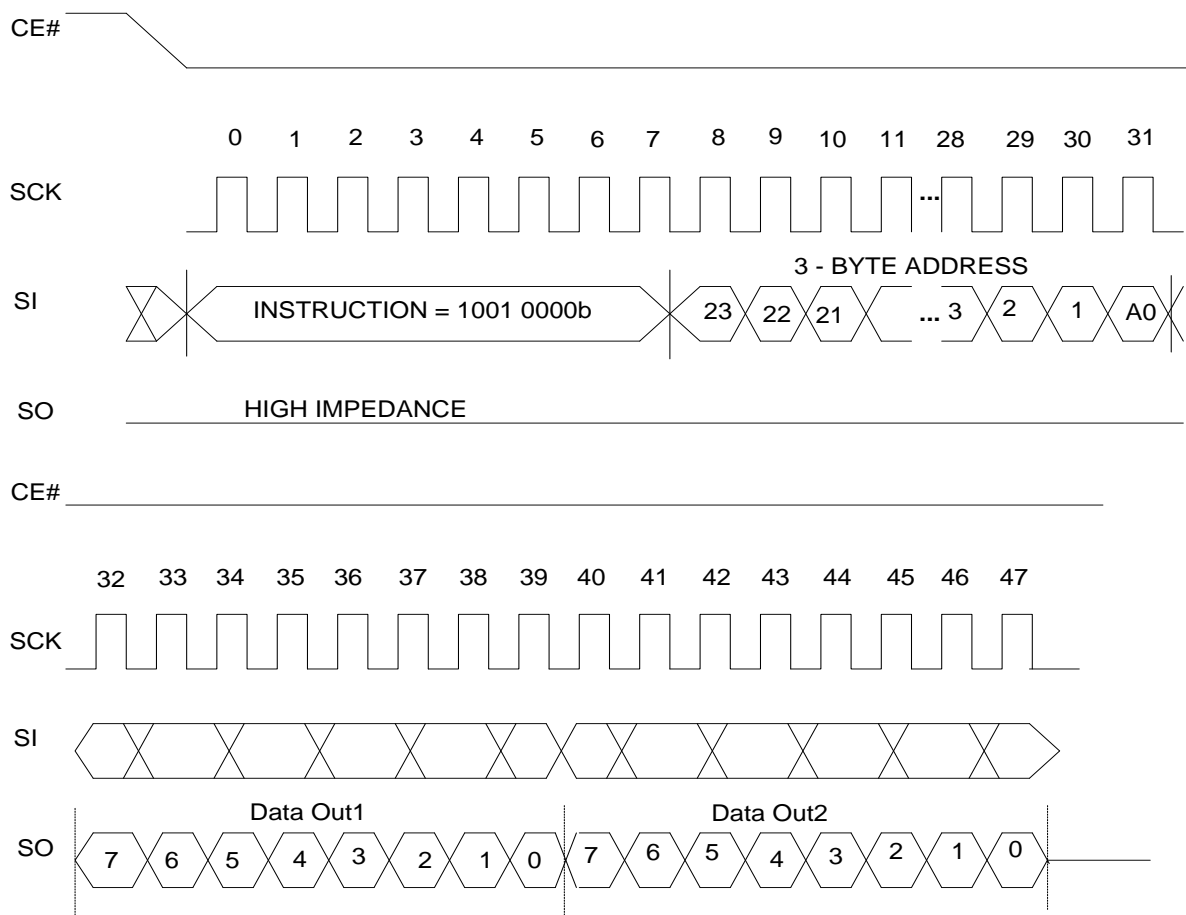 CE#
0 1 2 3 4 5 6 7 8 9 10 11 28 29 30 31
SCK ...
3 - BYTE ADDRESS
SI INSTRUCTION = 1001 0000b 23 22 21 ... 3 2 1 A0
SO HIGH IMPEDANCE
CE#
32 33 34 35 36 37 38 39 40 41 42 43 44 45 46 47
SCK
SI
Data Out1 Data Out2
SO 7 6 5 4 3 2 1 0 7 6 5 4 3 2 1 0